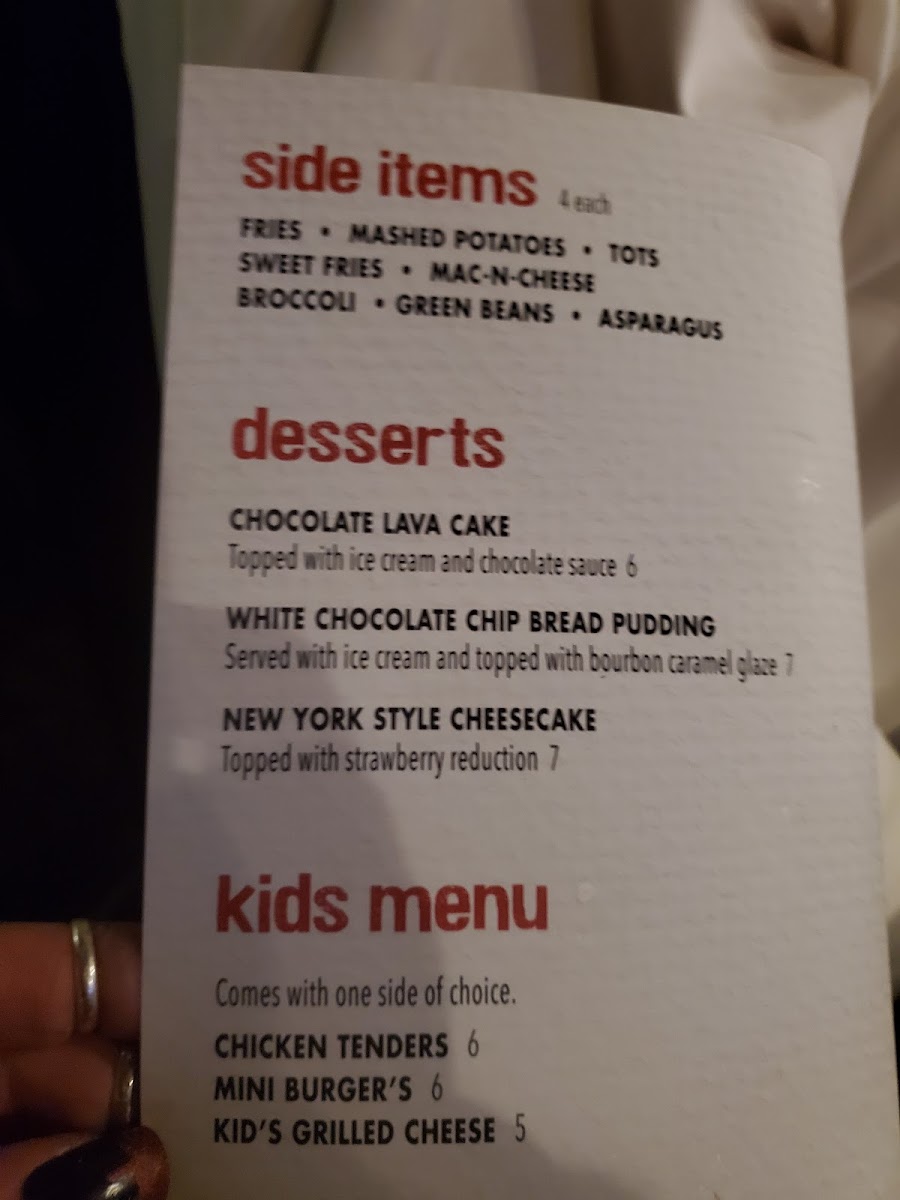 side items 4 each
FRIES • MASHED POTATOES • TOTS
SWEET FRIES • MAC-N-CHEESE
BROCCOLI • GREEN BEANS • ASPARAGUS
desserts
CHOCOLATE LAVA CAKE
Topped with ice cream and chocolate sauce 6
WHITE CHOCOLATE CHIP BREAD PUDDING
Served with ice cream and topped with bourbon caramel glaze 7
NEW YORK STYLE CHEESECAKE
Topped with strawberry reduction 7
kids menu
Comes with one side of choice.
CHICKEN TENDERS 6
MINI BURGER'S 6
KID'S GRILLED CHEESE 5